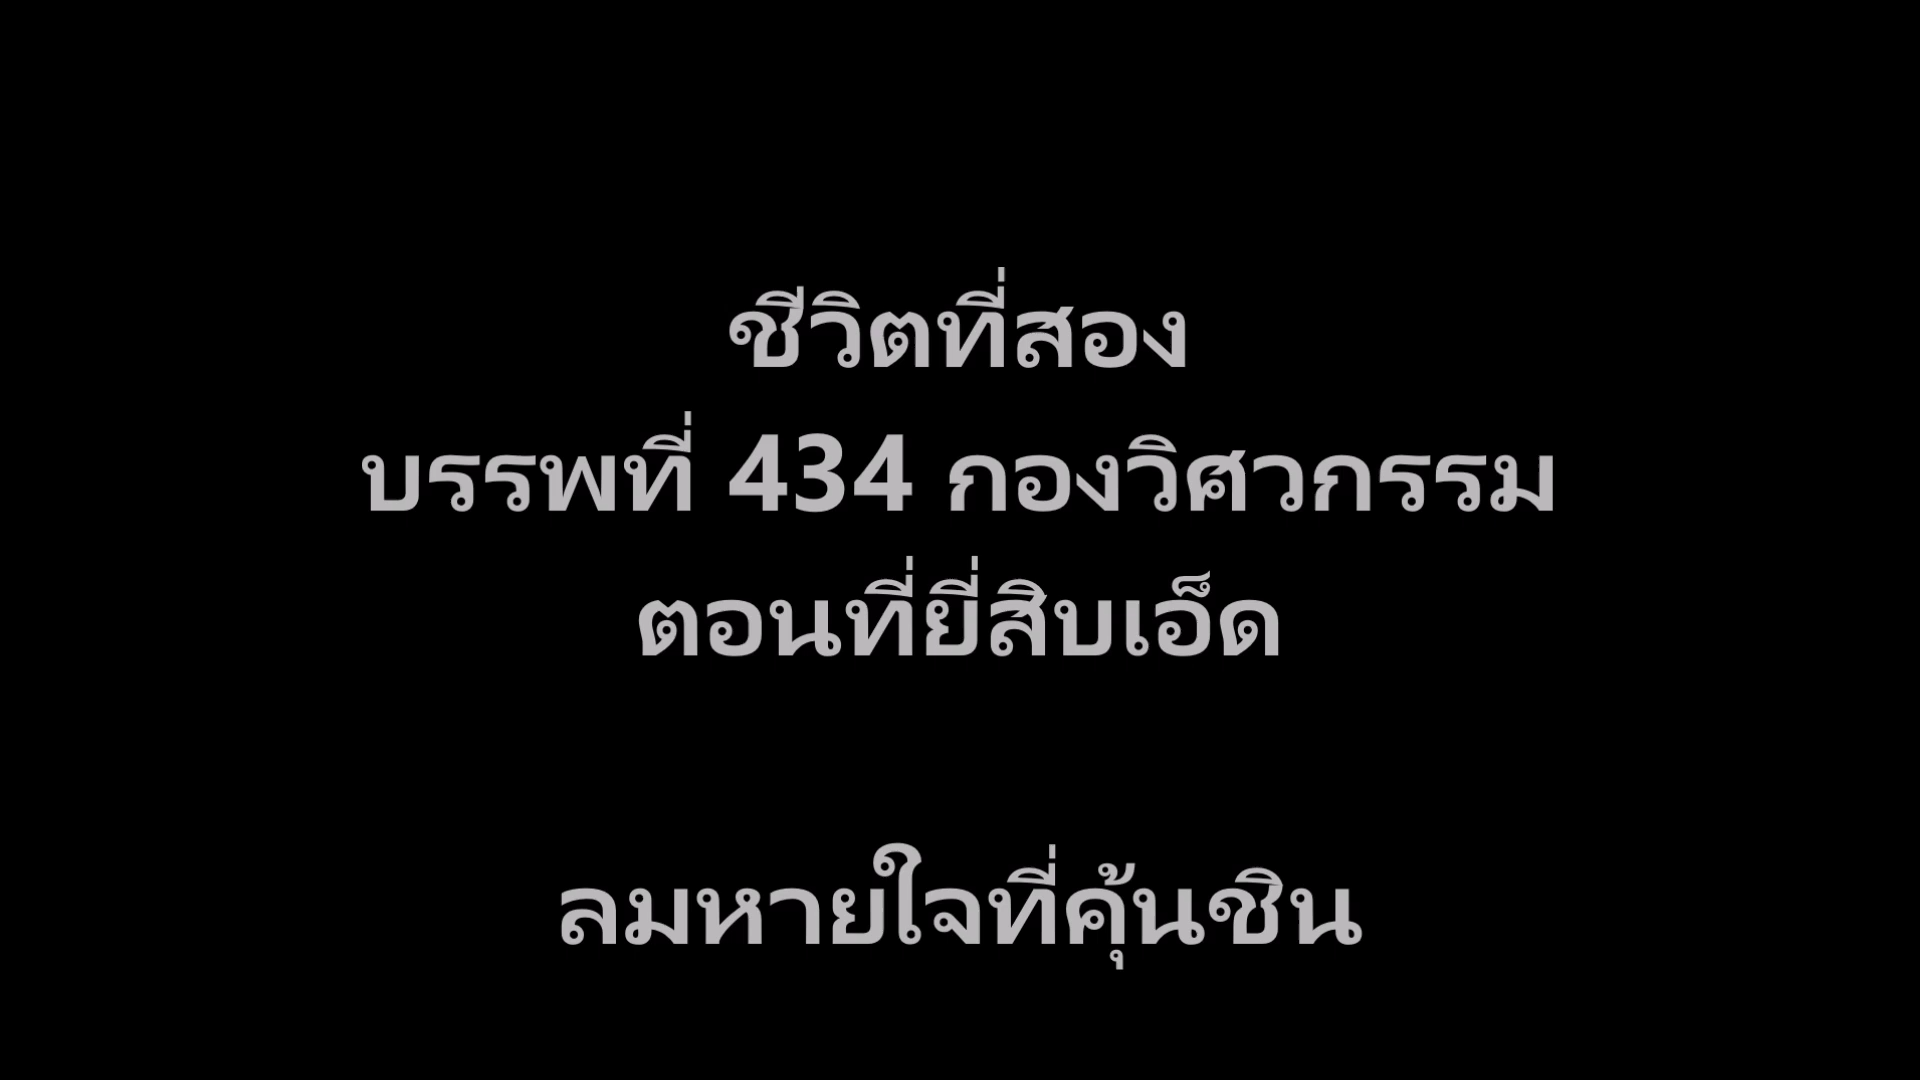 ชีวิตที่สอง
บรรพที่ 434 กองวิศวกรรม
ตอนที่ยี่สิบเอ็ด
ลมหายใจที่คุ้นชิน